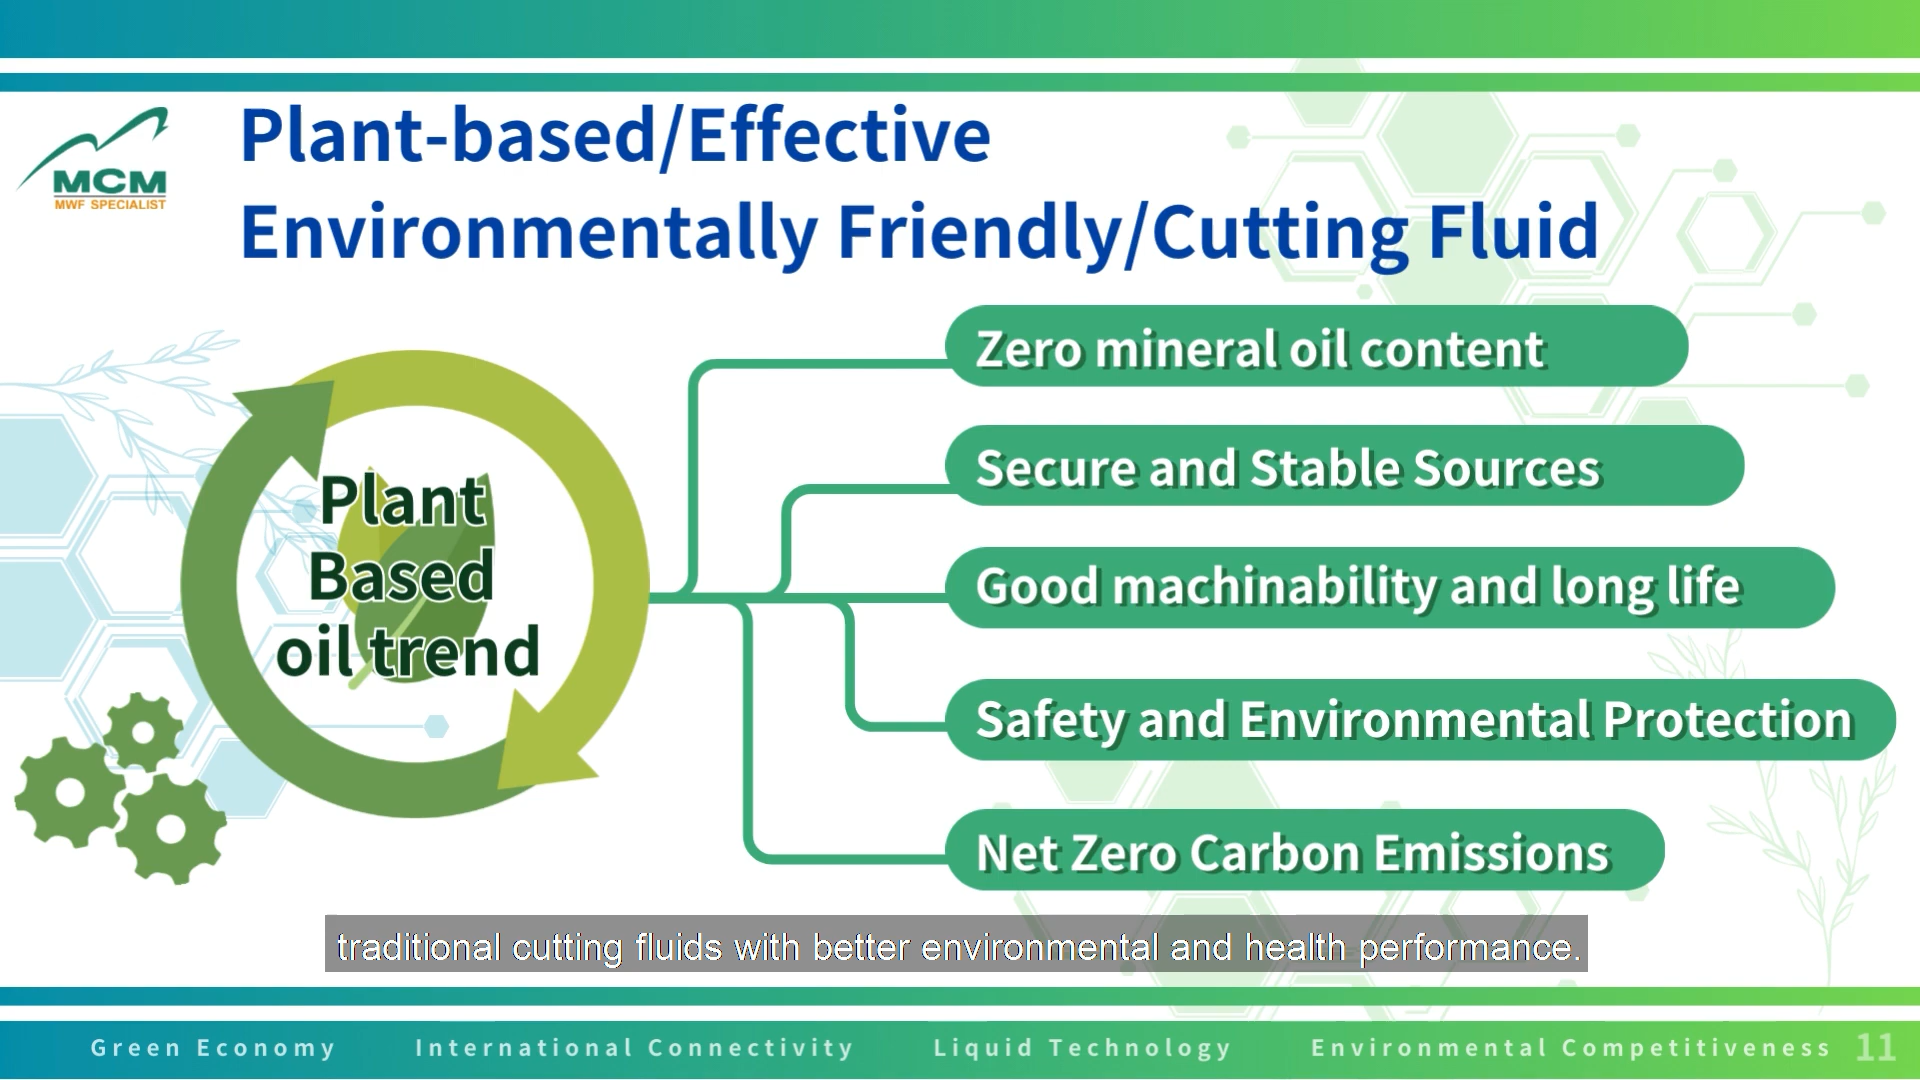 MCM
MWF SPECIALIST
Plant-based/Effective
Environmentally Friendly/Cutting Fluid
Plant
Based
oil trend
Zero mineral oil content
Secure and Stable Sources
Good machinability and long life
Safety and Environmental Protection
Net Zero Carbon Emissions
traditional cutting fluids with better environmental and health performance.
Green Economy International Connectivity Liquid Technology Environmental Competitiveness 11